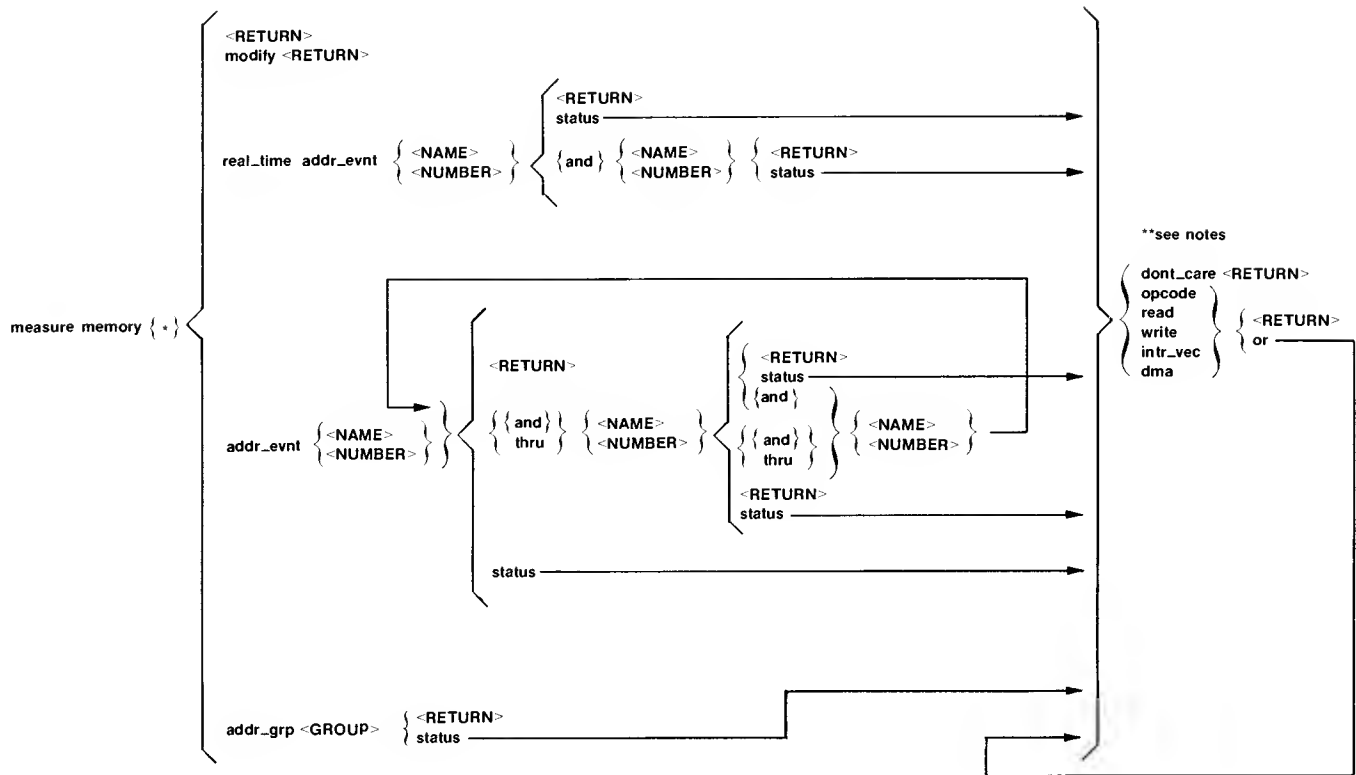 <RETURN>
modify <RETURN>
<RETURN>
status
real_time addr_evnt { <NAME> <NUMBER> } { and } { <NAME> <NUMBER> } { <RETURN>
status
**see notes
dont_care <RETURN>
opcode
read
write
intr_vec
dma
<RETURN>
or
measure memory { * }
<RETURN>
<RETURN>
status
{and}
addr_evnt { <NAME> <NUMBER> }
{and}
thru
<NAME>
<NUMBER>
{and}
thru
<NAME>
<NUMBER>
<RETURN>
status
status
addr_grp <GROUP> { <RETURN>
status